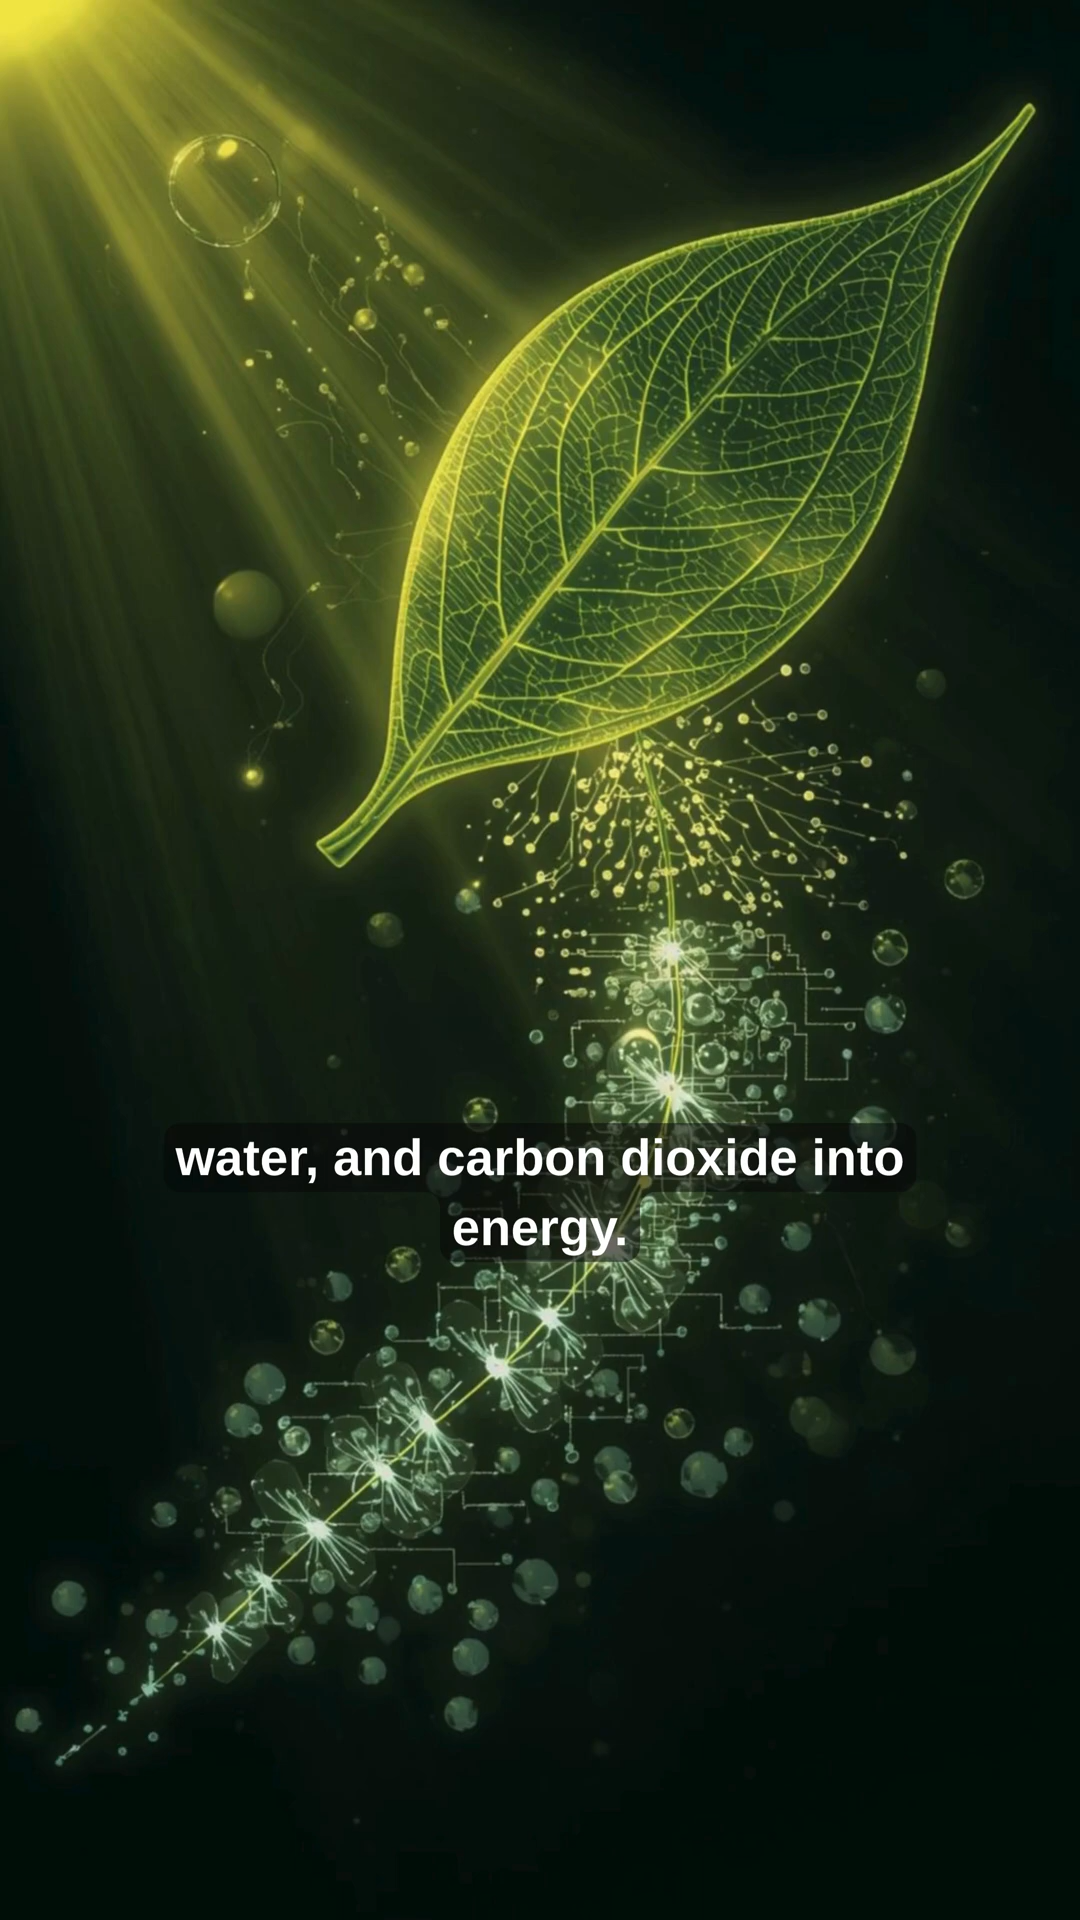 water, and carbon dioxide into
energy.